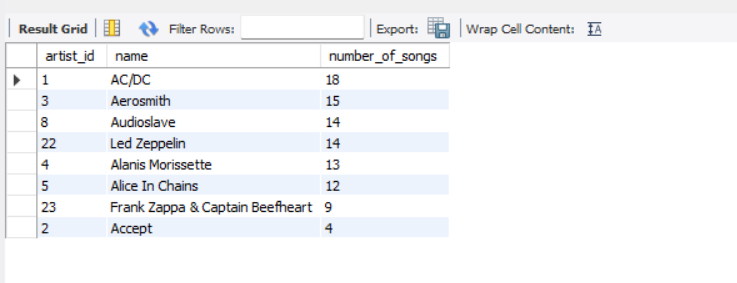 Result Grid Filter Rows: Export: Wrap Cell Content: IA
artist_id name number_of_songs
1 AC/DC 18
3 Aerosmith 15
8 Audioslave 14
22 Led Zeppelin 14
4 Alanis Morissette 13
5 Alice In Chains 12
23 Frank Zappa & Captain Beefheart 9
2 Accept 4